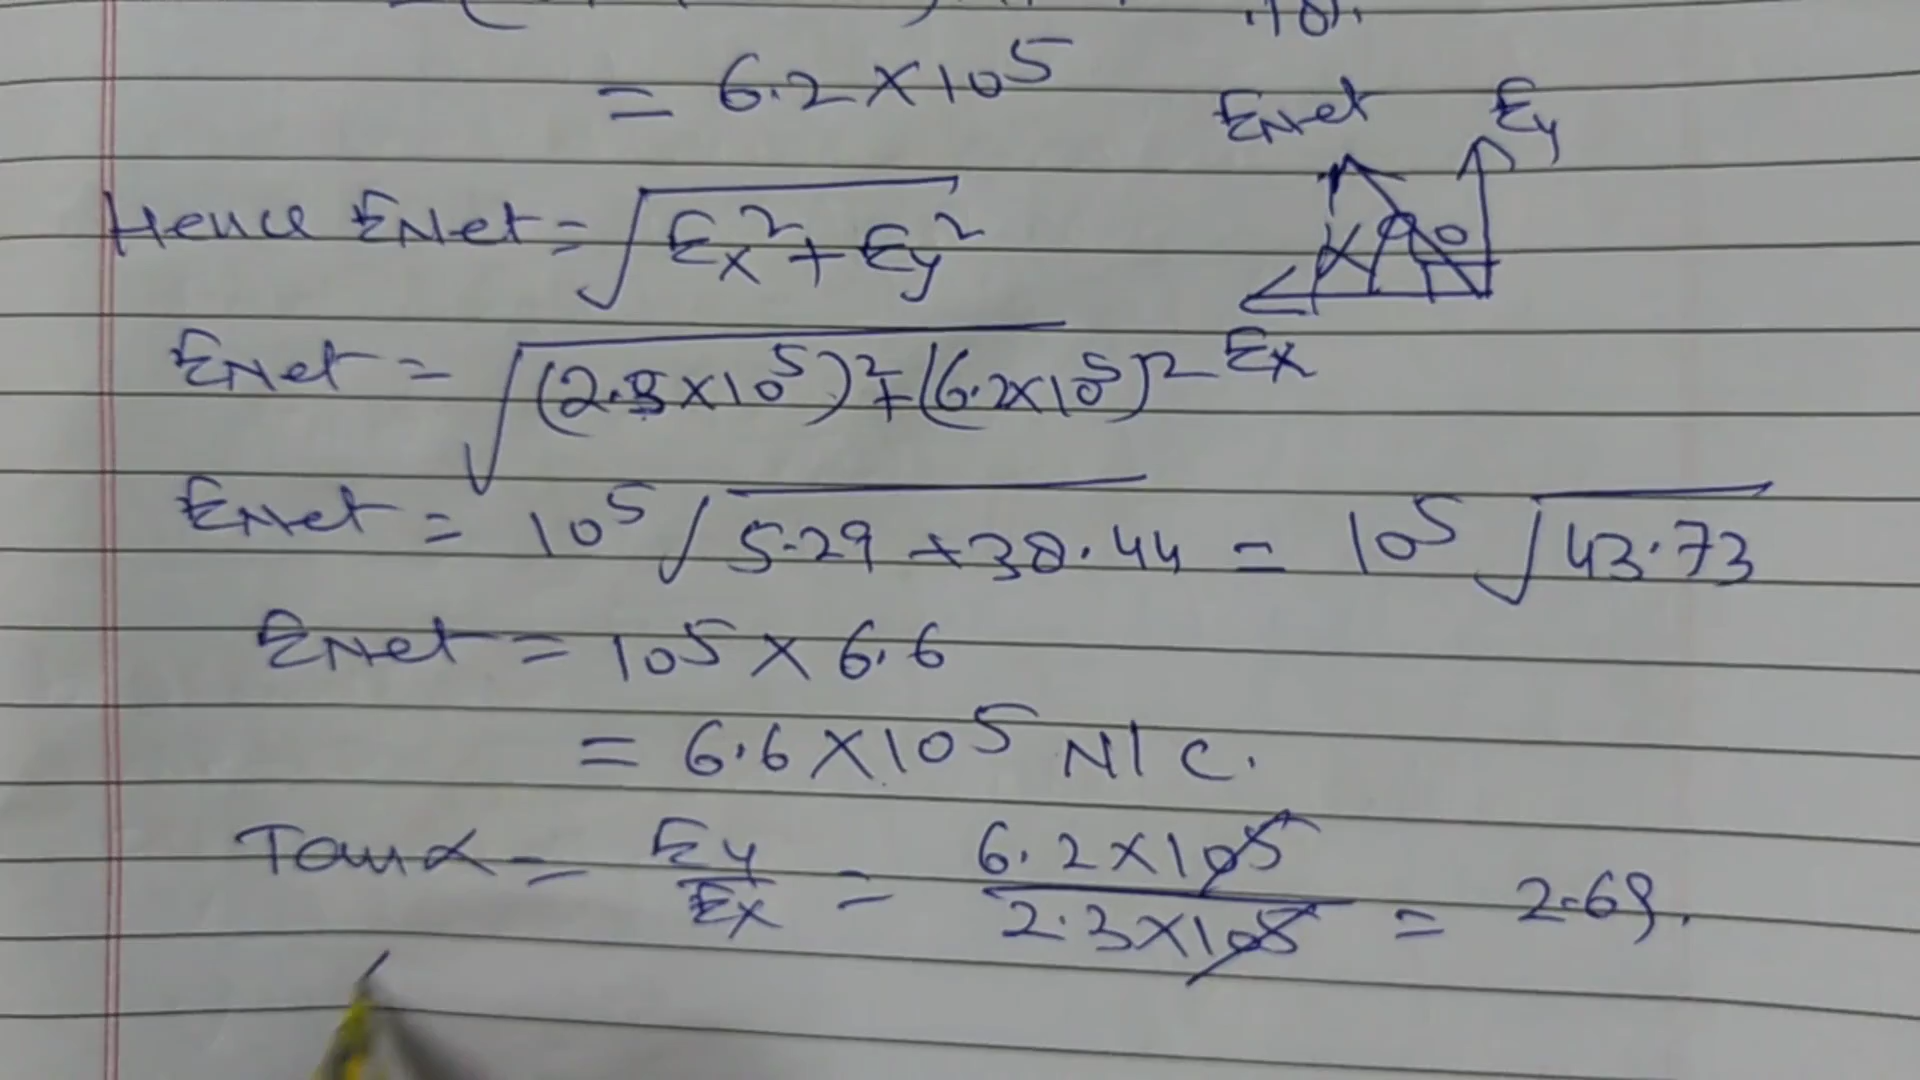 = 6.2×10⁵
ENet Ey
Hence ENet = √(Ex² + Ey²)
α θ
Ex
ENet = √((2.3×10⁵)² + (6.2×10⁵)²)
ENet = 10⁵ √(5.29 + 38.44) = 10⁵ √43.73
ENet = 10⁵ × 6.6
= 6.6×10⁵ N/C.
Tanα = Ey/Ex = 6.2×10⁵/2.3×10⁵ = 2.69.